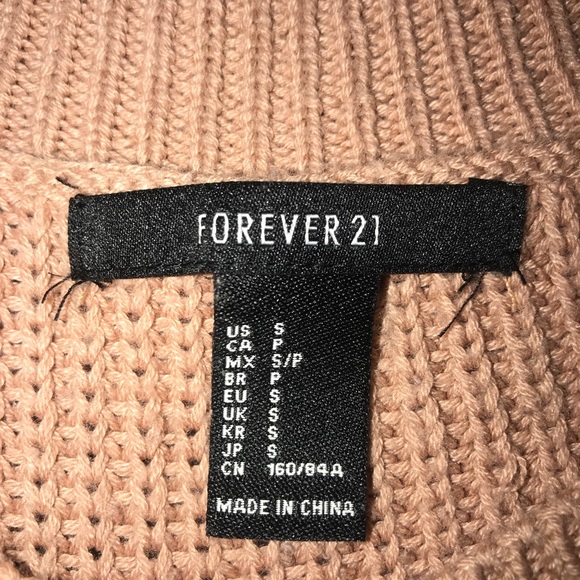 FOREVER 21
US S
CA P
MX S/P
BR P
EU S
UK S
KR S
JP S
CN 160/84A
MADE IN CHINA